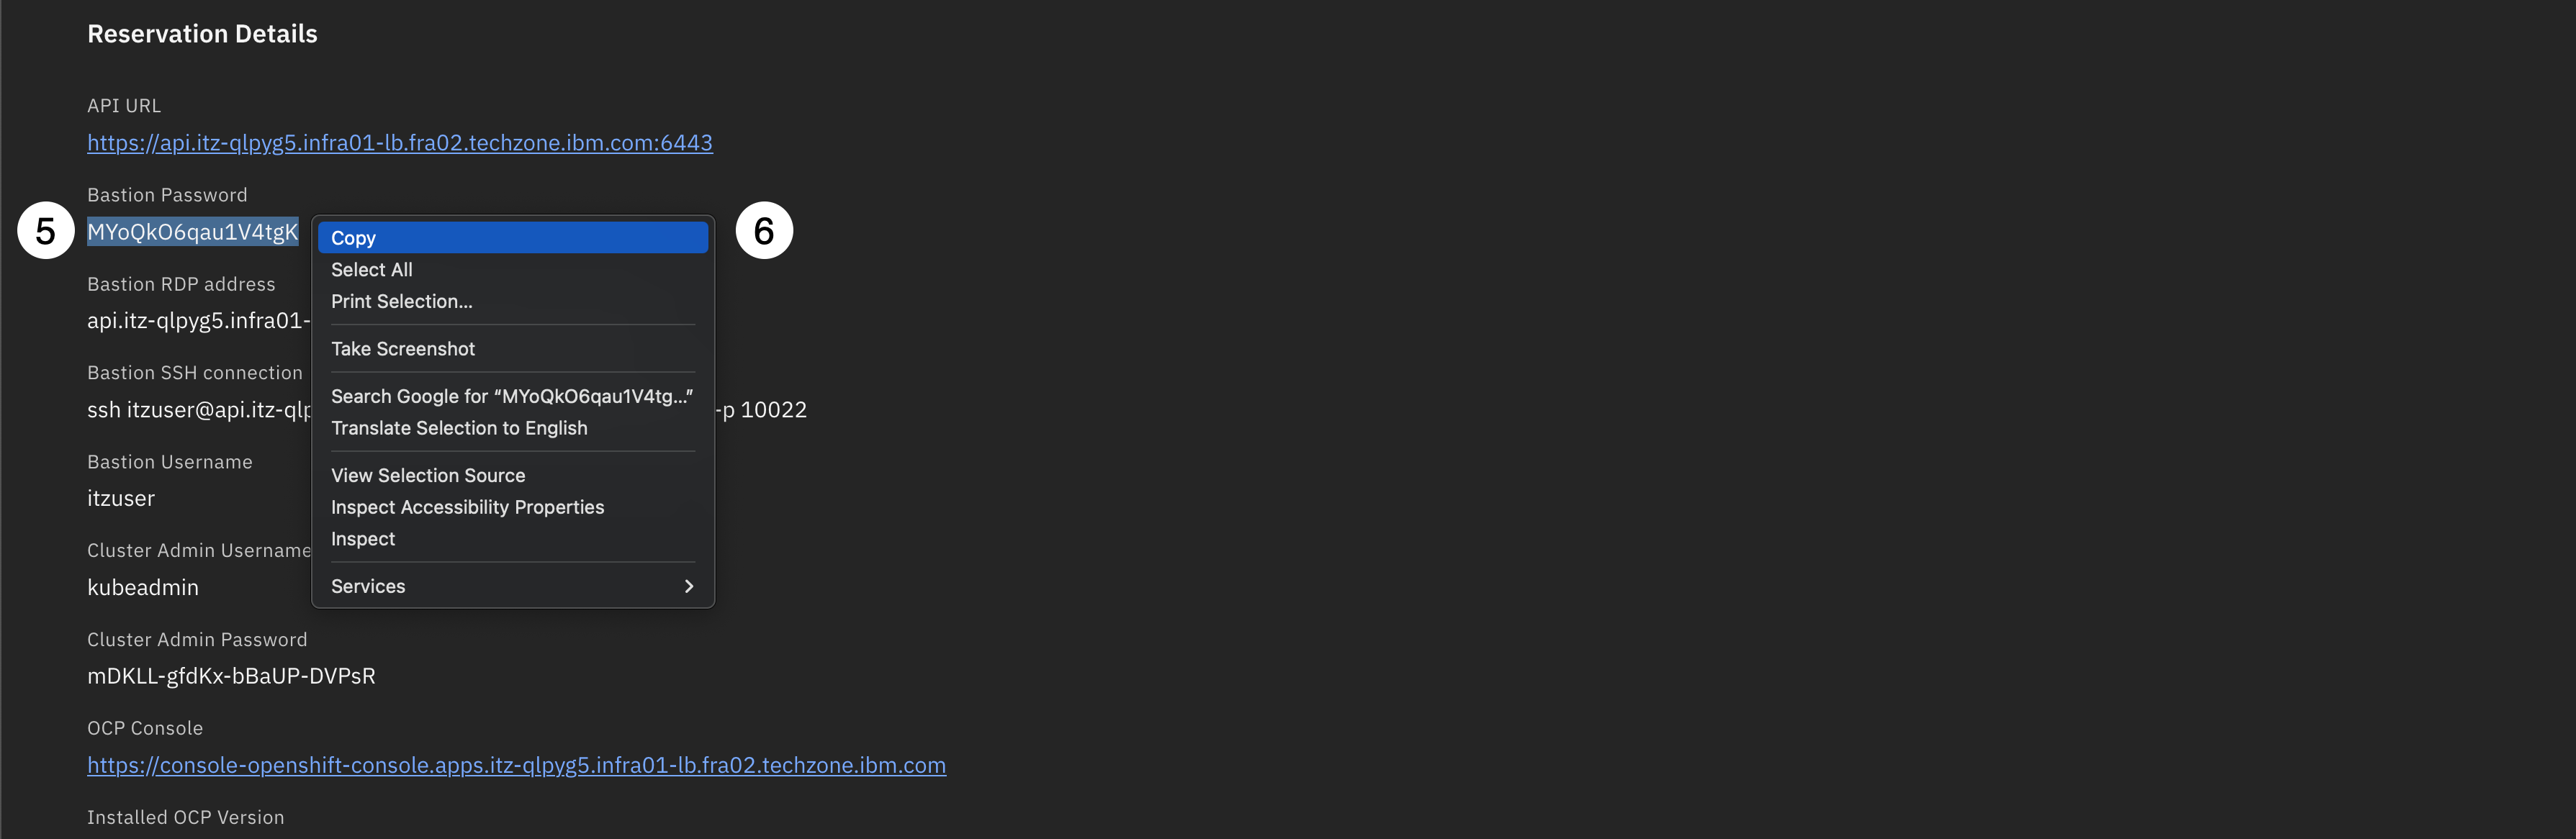 Reservation Details
API URL
https://api.itz-qlpyg5.infra01-lb.fra02.techzone.ibm.com:6443
Bastion Password
5
MYoQkO6qau1V4tgK
6
Copy
Select All
Print Selection...
Take Screenshot
Search Google for “MYoQkO6qau1V4tg...”
Translate Selection to English
View Selection Source
Inspect Accessibility Properties
Inspect
Services
Bastion RDP address
api.itz-qlpyg5.infra01-
Bastion SSH connection
ssh itzuser@api.itz-qlp -p 10022
Bastion Username
itzuser
Cluster Admin Username
kubeadmin
Cluster Admin Password
mDKLL-gfdKx-bBaUP-DVPsR
OCP Console
https://console-openshift-console.apps.itz-qlpyg5.infra01-lb.fra02.techzone.ibm.com
Installed OCP Version